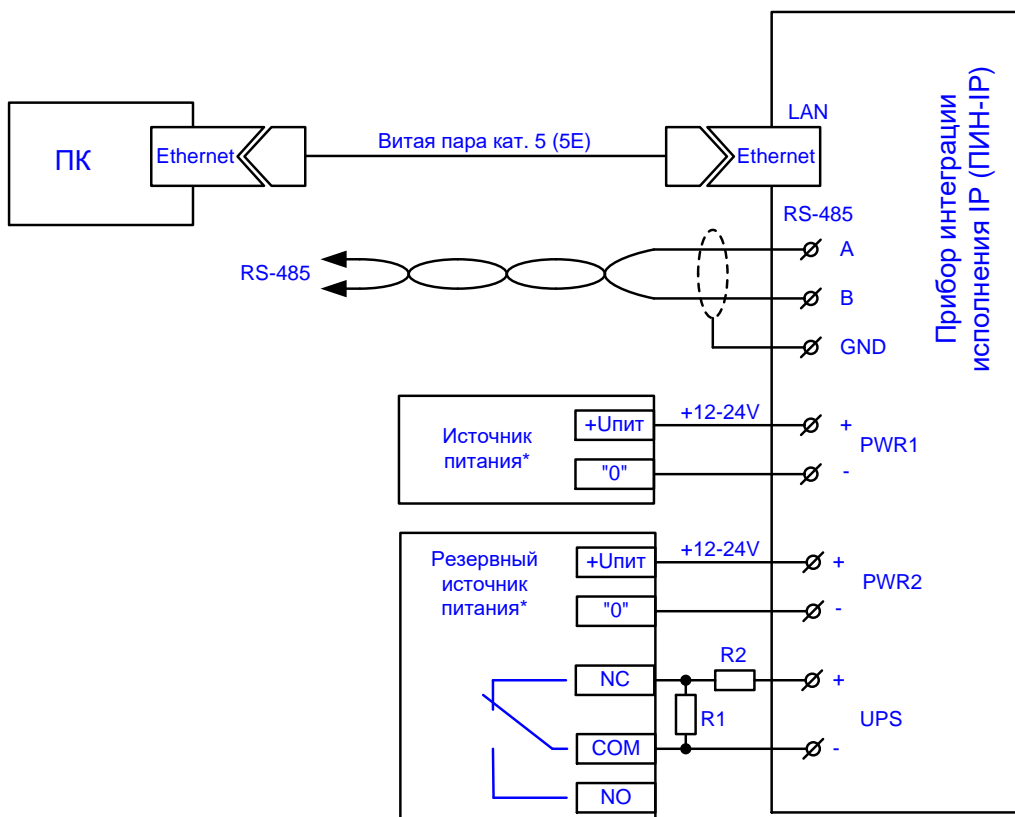 ПК
Ethernet
Витая пара кат. 5 (5Е)
LAN
Ethernet
Прибор интеграции
исполнения IP (ПИН-IP)
RS-485
RS-485
A
B
GND
Источник
питания*
+Uпит
"0"
+12-24V
+
-
PWR1
Резервный
источник
питания*
+Uпит
"0"
+12-24V
+
-
PWR2
NC
COM
NO
R2
R1
+
-
UPS